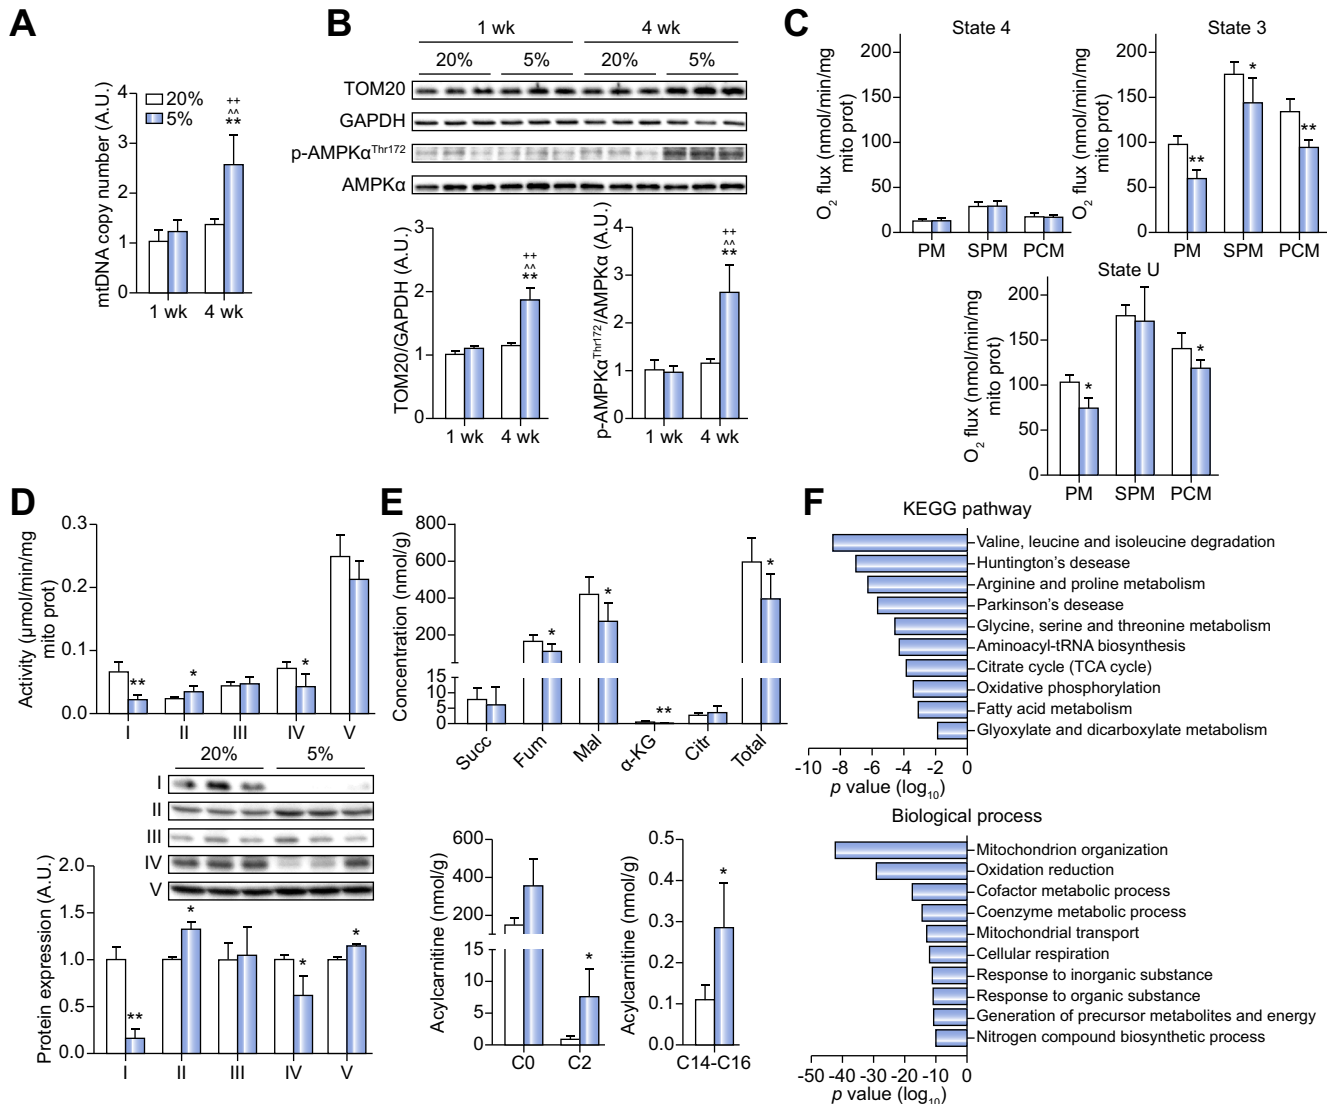 A
mtDNA copy number (A.U.)
4
3
2
1
0
20%
5%
++
^^
**
1 wk
4 wk
B
1 wk
4 wk
20%
5%
20%
5%
TOM20
GAPDH
p-AMPKα^Thr172
AMPKα
TOM20/GAPDH (A.U.)
3
2
1
0
++
^^
**
1 wk
4 wk
p-AMPKα^Thr172/AMPKα (A.U.)
4
3
2
1
0
++
^^
**
1 wk
4 wk
C
State 4
O₂ flux (nmol/min/mg
mito prot)
200
150
100
50
0
PM
SPM
PCM
State 3
O₂ flux (nmol/min/mg
mito prot)
200
150
100
50
0
**
*
**
PM
SPM
PCM
State U
O₂ flux (nmol/min/mg
mito prot)
200
150
100
50
0
*
*
PM
SPM
PCM
D
Activity (µmol/min/mg
mito prot)
0.3
0.2
0.1
0.0
**
*
*
I
II
III
IV
V
20%
5%
I
II
III
IV
V
Protein expression (A.U.)
2.0
1.5
1.0
0.5
0.0
**
*
*
*
I
II
III
IV
V
E
Concentration (nmol/g)
800
600
400
200
15
10
5
0
*
*
**
*
Succ
Fum
Mal
α-KG
Citr
Total
Acylcarnitine (nmol/g)
600
400
200
15
10
5
0
*
C0
C2
Acylcarnitine (nmol/g)
0.5
0.4
0.3
0.2
0.1
0.0
*
C14-C16
F
KEGG pathway
Valine, leucine and isoleucine degradation
Huntington's desease
Arginine and proline metabolism
Parkinson's desease
Glycine, serine and threonine metabolism
Aminoacyl-tRNA biosynthesis
Citrate cycle (TCA cycle)
Oxidative phosphorylation
Fatty acid metabolism
Glyoxylate and dicarboxylate metabolism
-10 -8 -6 -4 -2 0
p value (log₁₀)
Biological process
Mitochondrion organization
Oxidation reduction
Cofactor metabolic process
Coenzyme metabolic process
Mitochondrial transport
Cellular respiration
Response to inorganic substance
Response to organic substance
Generation of precursor metabolites and energy
Nitrogen compound biosynthetic process
-50 -40 -30 -20 -10 0
p value (log₁₀)